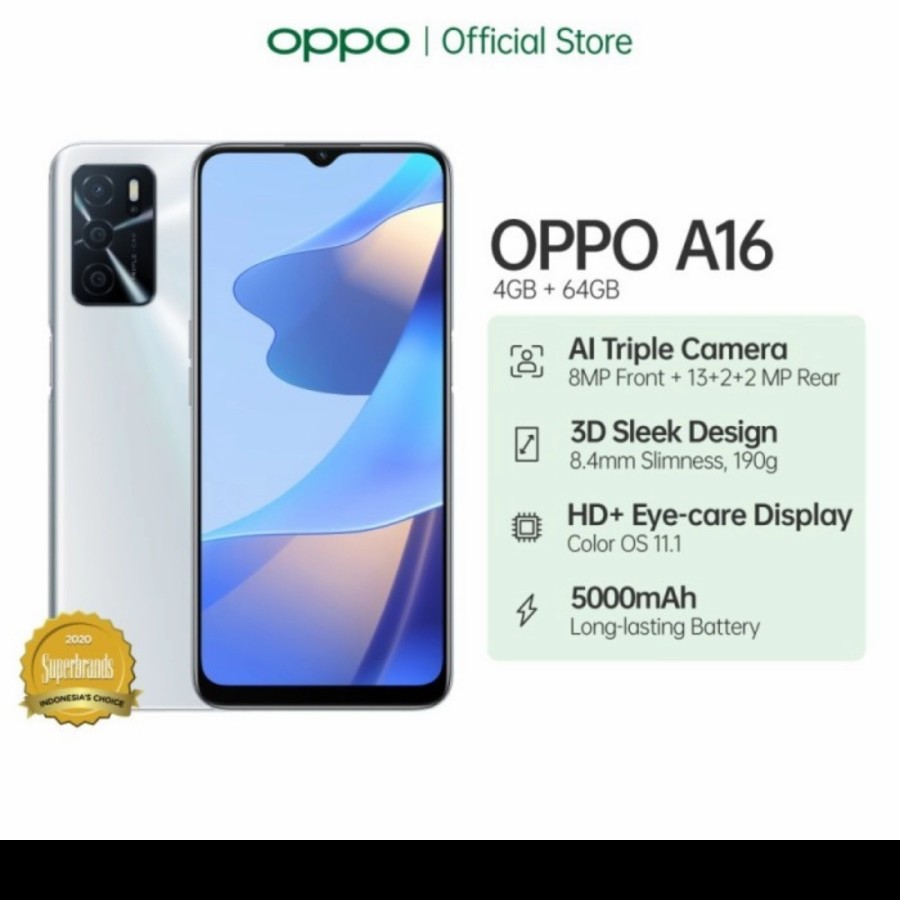 oppo | Official Store
OPPO A16
4GB + 64GB
AI Triple Camera
8MP Front + 13+2+2 MP Rear
3D Sleek Design
8.4mm Slimness, 190g
HD+ Eye-care Display
Color OS 11.1
5000mAh
Long-lasting Battery
2020
Superbrands
INDONESIA'S CHOICE